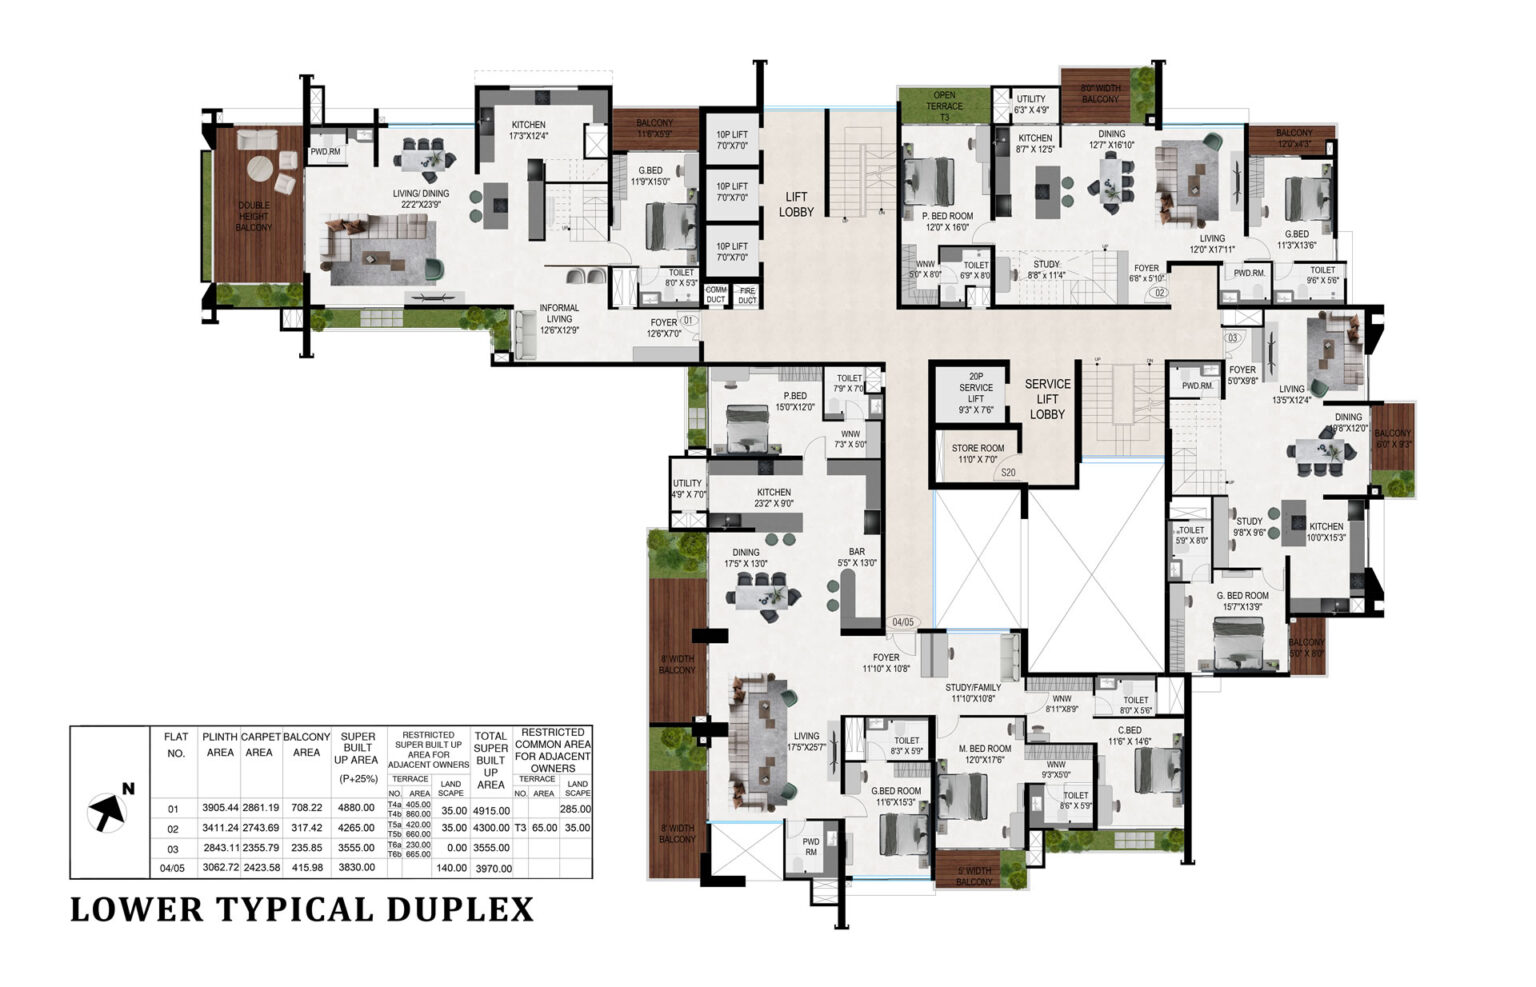 PWD.RM
LIVING/ DINING
22'2"X23'9"
DOUBLE
HEIGHT
BALCONY
KITCHEN
17'3"X12'4"
BALCONY
11'6"X5'9"
G.BED
11'9"X15'0"
UP
TOILET
8'0" X 5'3"
INFORMAL
LIVING
12'6"X12'9"
FOYER
12'6"X7'0"
01
10P LIFT
7'0"X7'0"
10P LIFT
7'0"X7'0"
10P LIFT
7'0"X7'0"
COMM
DUCT
FIRE
DUCT
LIFT
LOBBY
OPEN
TERRACE
T3
UTILITY
6'3" X 4'9"
8'0" WIDTH
BALCONY
KITCHEN
8'7" X 12'5"
DINING
12'7"X16'10"
BALCONY
12'0"x4'3"
P. BED ROOM
12'0" X 16'0"
G.BED
11'3"X13'6"
LIVING
12'0" X17'11"
WNW
5'0" X 8'0"
TOILET
6'9" X 8'0"
STUDY
8'8" x 11'4"
UP
FOYER
6'8" x 5'10"
02
PWD.RM.
TOILET
9'6" X 5'6"
03
FOYER
5'0"X9'8"
PWD.RM.
LIVING
13'5"X12'4"
DINING
19'8"X12'0"
BALCONY
6'0" X 9'3"
UP
STUDY
9'8"X 9'6"
KITCHEN
10'0"X15'3"
TOILET
5'9" X 8'0"
G. BED ROOM
15'7"X13'9"
BALCONY
5'0" X 8'0"
20P
SERVICE
LIFT
9'3" X 7'6"
SERVICE
LIFT
LOBBY
UP
DN
STORE ROOM
11'0" X 7'0"
S20
P.BED
15'0"X12'0"
TOILET
7'9" X 7'0"
WNW
7'3" X 5'0"
UTILITY
4'9" X 7'0"
KITCHEN
23'2" X 9'0"
DINING
17'5" X 13'0"
BAR
5'5" X 13'0"
04/05
8' WIDTH
BALCONY
FOYER
11'10" X 10'8"
STUDY/FAMILY
11'10"X10'8"
WNW
8'11"X8'9"
TOILET
8'0" X 5'6"
LIVING
17'5"X25'7"
TOILET
8'3" X 5'9"
M. BED ROOM
12'0"X17'6"
C.BED
11'6" X 14'6"
WNW
9'3"X5'0"
TOILET
8'6" X 5'9"
G.BED ROOM
11'6"X15'3"
8' WIDTH
BALCONY
PWD
RM
5' WIDTH
BALCONY
N
FLAT NO. PLINTH AREA CARPET AREA BALCONY AREA SUPER BUILT UP AREA (P+25%) RESTRICTED SUPER BUILT UP AREA FOR ADJACENT OWNERS TOTAL SUPER BUILT UP AREA RESTRICTED COMMON AREA FOR ADJACENT OWNERS
TERRACE LAND SCAPE TERRACE LAND SCAPE
NO. AREA NO. AREA
01 3905.44 2861.19 708.22 4880.00 T4a 405.00 T4b 860.00 35.00 4915.00 285.00
02 3411.24 2743.69 317.42 4265.00 T5a 420.00 T5b 660.00 35.00 4300.00 T3 65.00 35.00
03 2843.11 2355.79 235.85 3555.00 T6a 230.00 T6b 665.00 0.00 3555.00
04/05 3062.72 2423.58 415.98 3830.00 140.00 3970.00
LOWER TYPICAL DUPLEX